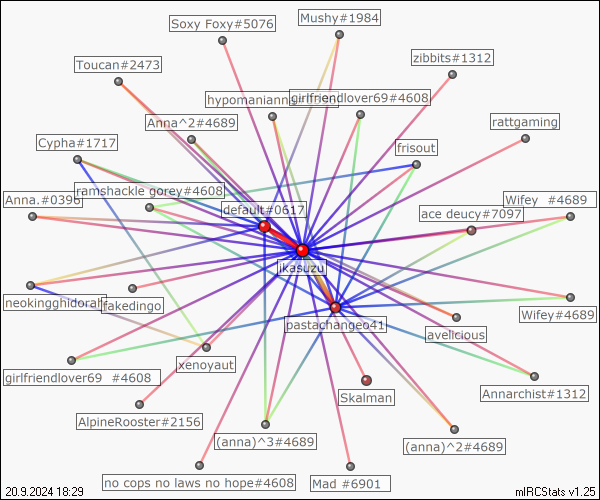 Mushy#1984
Soxy Foxy#5076
zibbits#1312
Toucan#2473
hypomanianna
girlfriendlover69#4608
Anna^2#4689
rattgaming
Cypha#1717
frisout
ramshackle gorey#4608
Anna.#0396
Wifey #4689
default#0617
ace deucy#7097
ikasuzu
neokingghidorah
fakedingo
Wifey#4689
pastachangeo41
avelicious
xenoyaut
girlfriendlover69 #4608
Skalman
Annarchist#1312
AlpineRooster#2156
(anna)^3#4689
(anna)^2#4689
no cops no laws no hope#4608
Mad #6901
20.9.2024 18:29
mIRCStats v1.25